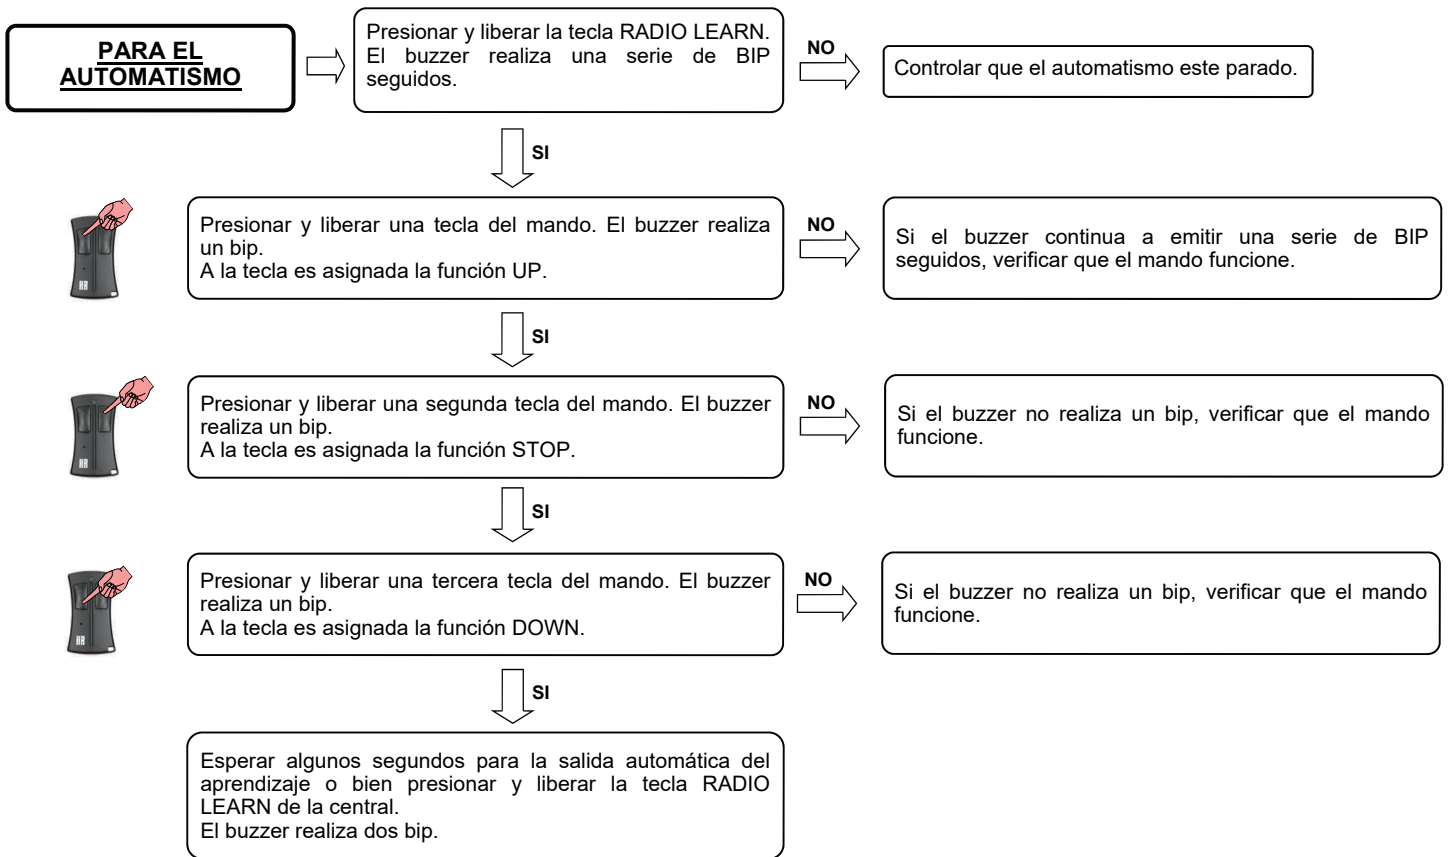 PARA EL
AUTOMATISMO
Presionar y liberar la tecla RADIO LEARN.
El buzzer realiza una serie de BIP
seguidos.
NO
Controlar que el automatismo este parado.
SI
Presionar y liberar una tecla del mando. El buzzer realiza
un bip.
A la tecla es asignada la función UP.
NO
Si el buzzer continua a emitir una serie de BIP
seguidos, verificar que el mando funcione.
HR
SI
Presionar y liberar una segunda tecla del mando. El buzzer
realiza un bip.
A la tecla es asignada la función STOP.
NO
Si el buzzer no realiza un bip, verificar que el mando
funcione.
HR
SI
Presionar y liberar una tercera tecla del mando. El buzzer
realiza un bip.
A la tecla es asignada la función DOWN.
NO
Si el buzzer no realiza un bip, verificar que el mando
funcione.
HR
SI
Esperar algunos segundos para la salida automática del
aprendizaje o bien presionar y liberar la tecla RADIO
LEARN de la central.
El buzzer realiza dos bip.